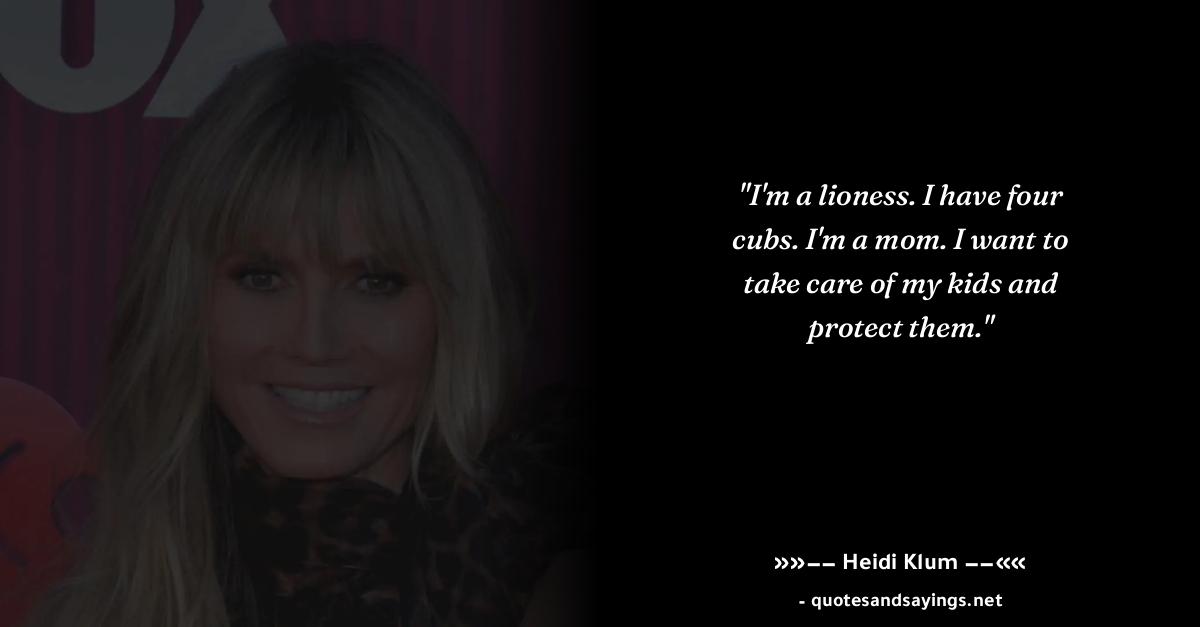 "I'm a lioness. I have four
cubs. I'm a mom. I want to
take care of my kids and
protect them."
»»–– Heidi Klum ––««
- quotesandsayings.net